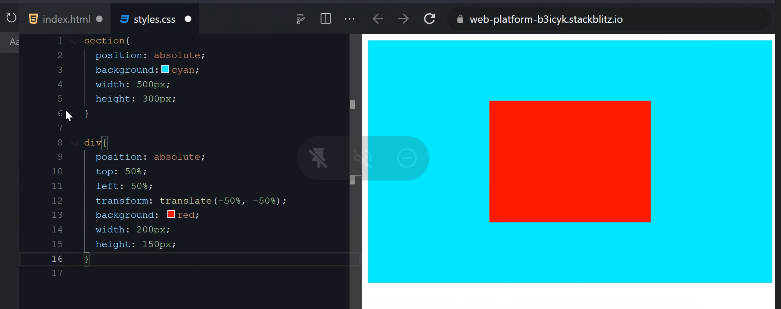 index.html
styles.css
web-platform-b3icyk.stackblitz.io
Aa
1 section{
2 position: absolute;
3 background: cyan;
4 width: 500px;
5 height: 300px;
6 }
7
8 div{
9 position: absolute;
10 top: 50%;
11 left: 50%;
12 transform: translate(-50%, -50%);
13 background: red;
14 width: 200px;
15 height: 150px;
16 }
17